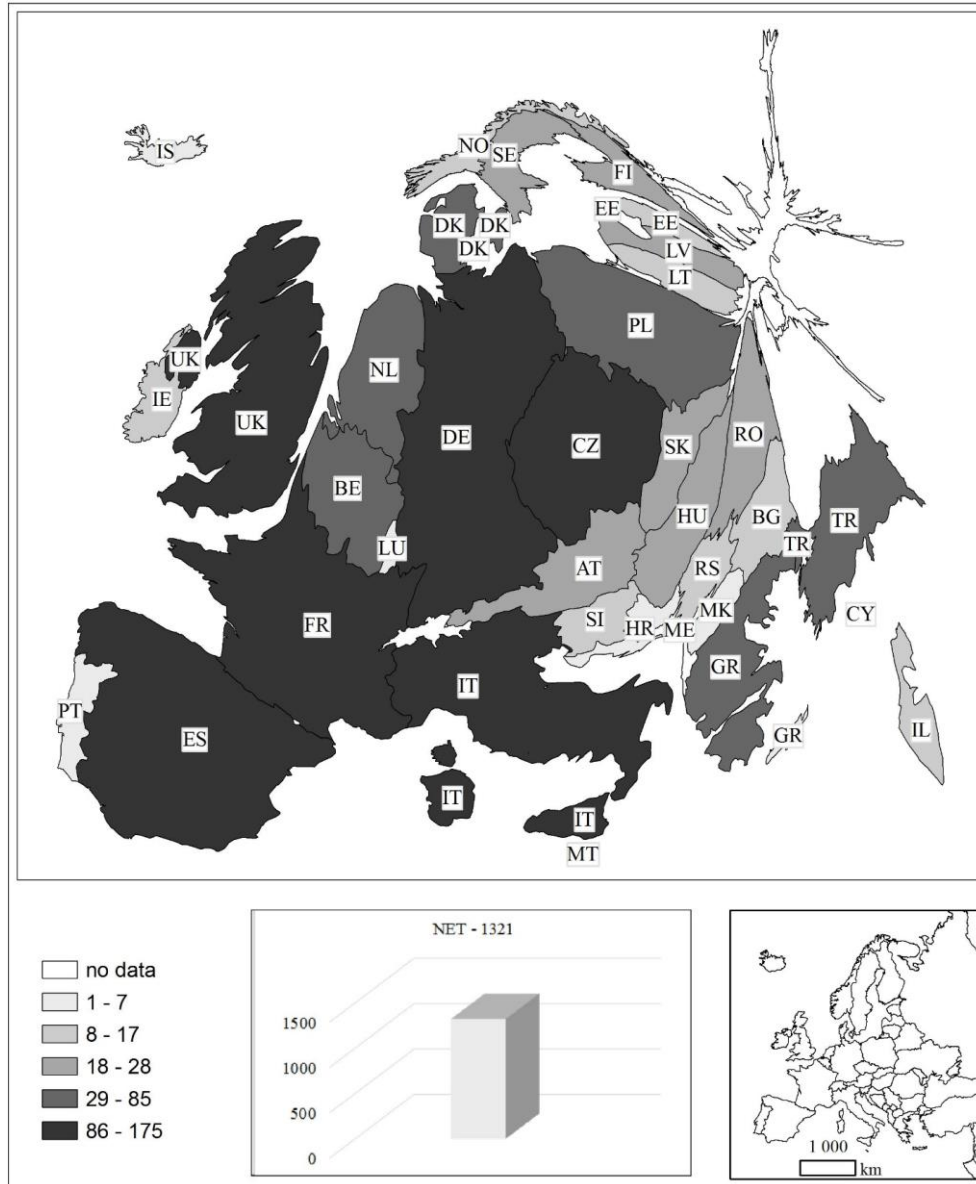 IS
NO
SE
FI
EE
EE
DK
DK
DK
LV
LT
PL
UK
IE
NL
UK
DE
CZ
SK
RO
BE
HU
BG
TR
LU
TR
AT
RS
MK
CY
FR
SI
HR
ME
GR
IT
PT
ES
IL
GR
IT
IT
MT
NET - 1321
1500
1000
500
0
no data
1 - 7
8 - 17
18 - 28
29 - 85
86 - 175
1 000
km